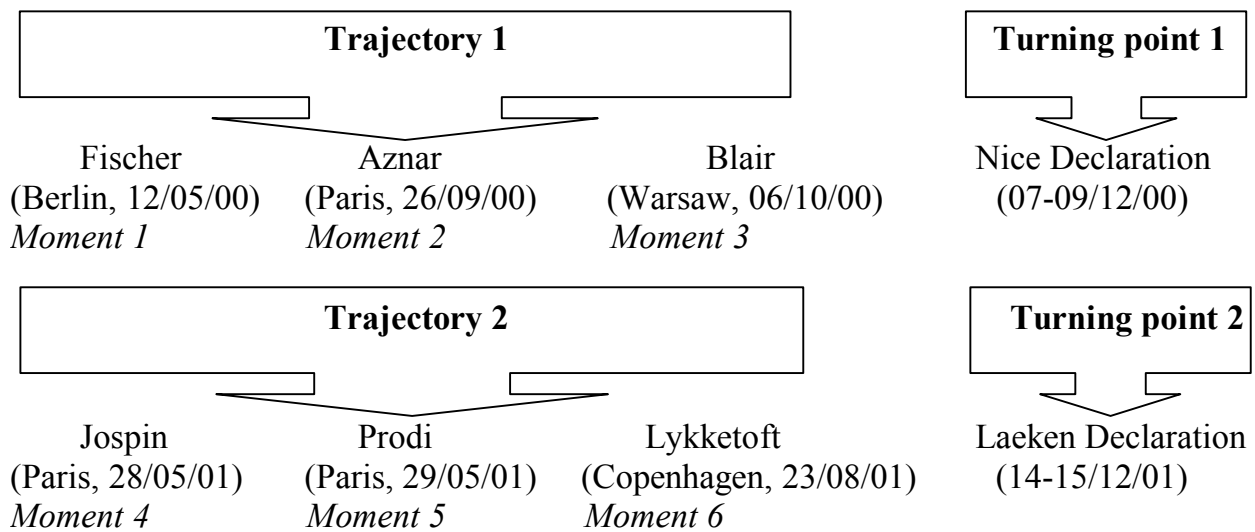 Trajectory 1 Turning point 1
Fischer Aznar Blair Nice Declaration
(Berlin, 12/05/00) (Paris, 26/09/00) (Warsaw, 06/10/00) (07-09/12/00)
Moment 1 Moment 2 Moment 3
Trajectory 2 Turning point 2
Jospin Prodi Lykketoft Laeken Declaration
(Paris, 28/05/01) (Paris, 29/05/01) (Copenhagen, 23/08/01) (14-15/12/01)
Moment 4 Moment 5 Moment 6